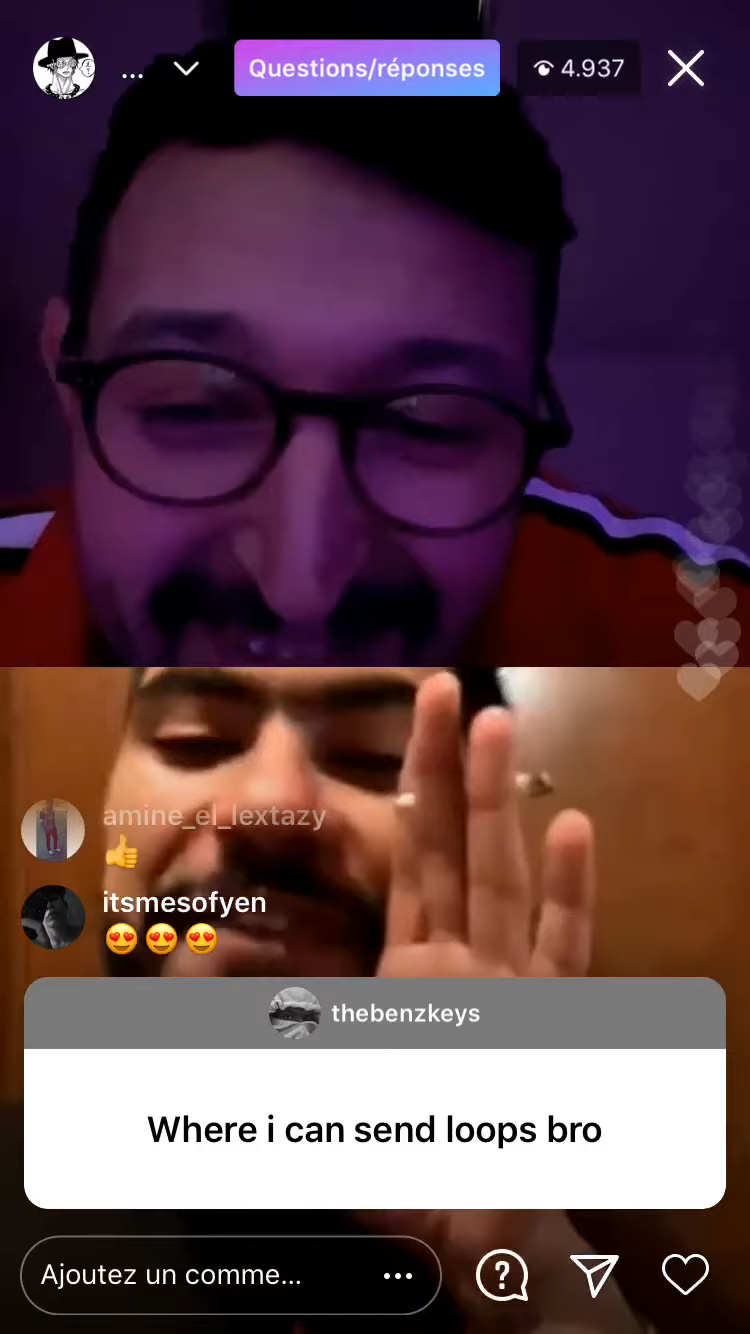 ...
Questions/réponses
4.937
amine_el_lextazy
👍
itsmesofyen
😍😍😍
thebenzkeys
Where i can send loops bro
Ajoutez un comme...